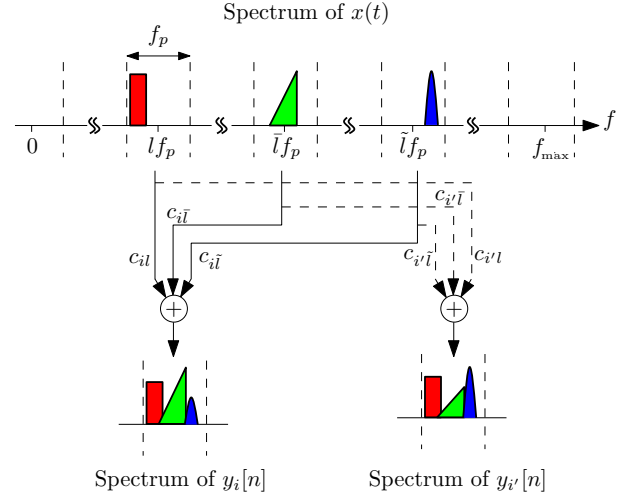 Spectrum of x(t)
f_p
f
0
lf_p
l̄f_p
l̃f_p
f_max
c_{il̄}
c_{i'l̄}
c_{il}
c_{il̃}
c_{i'l̃}
c_{i'l}
+
+
Spectrum of y_i[n]
Spectrum of y_{i'}[n]